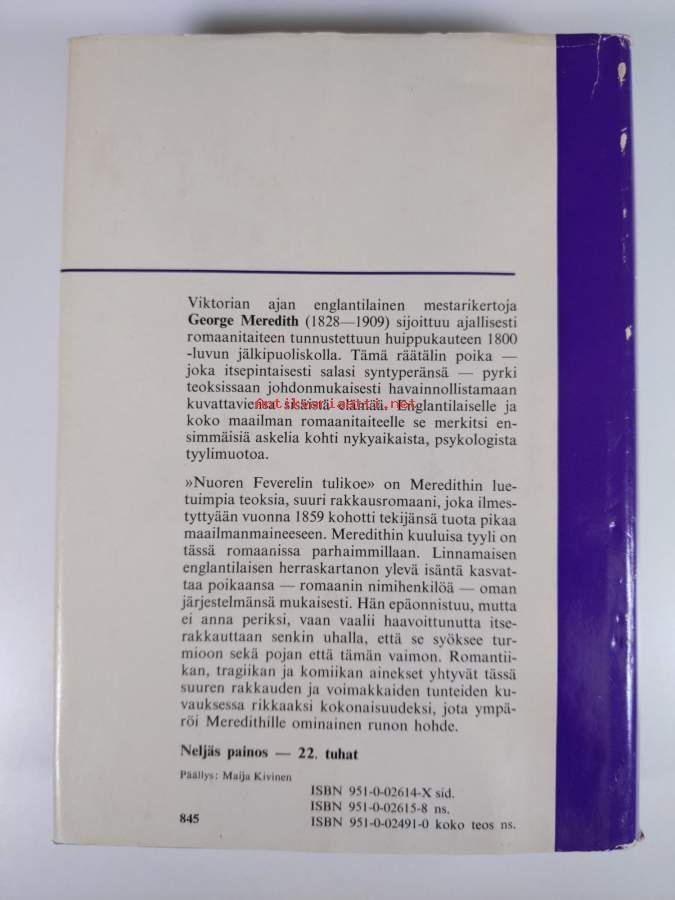 Viktorian ajan englantilainen mestarikertoja
George Meredith (1828—1909) sijoittuu ajallisesti
romaanitaiteen tunnustettuun huippukauteen 1800
-luvun jälkipuoliskolla. Tämä räätälin poika —
joka itsepintaisesti salasi syntyperänsä — pyrki
teoksissaan johdonmukaisesti havainnollistamaan
kuvattaviensa sisäistä elämää. Englantilaiselle ja
antikvariaatti.net
koko maailman romaanitaiteelle se merkitsi en-
simmäisiä askelia kohti nykyaikaista, psykologista
tyylimuotoa.
»Nuoren Feverelin tulikoe» on Meredithin lue-
tuimpia teoksia, suuri rakkausromaani, joka ilmes-
tyttyään vuonna 1859 kohotti tekijänsä tuota pikaa
maailmanmaineeseen. Meredithin kuuluisa tyyli on
tässä romaanissa parhaimmillaan. Linnamaisen
englantilaisen herraskartanon ylevä isäntä kasvat-
taa poikaansa — romaanin nimihenkilöä — oman
järjestelmänsä mukaisesti. Hän epäonnistuu, mutta
ei anna periksi, vaan vaalii haavoittunutta itse-
rakkauttaan senkin uhalla, että se syöksee tur-
mioon sekä pojan että tämän vaimon. Romantii-
kan, tragiikan ja komiikan ainekset yhtyvät tässä
suuren rakkauden ja voimakkaiden tunteiden ku-
vauksessa rikkaaksi kokonaisuudeksi, jota ympä-
röi Meredithille ominainen runon hohde.
Neljäs painos — 22. tuhat
Päällys: Maija Kivinen
ISBN 951-0-02614-X sid.
ISBN 951-0-02615-8 ns.
845 ISBN 951-0-02491-0 koko teos ns.